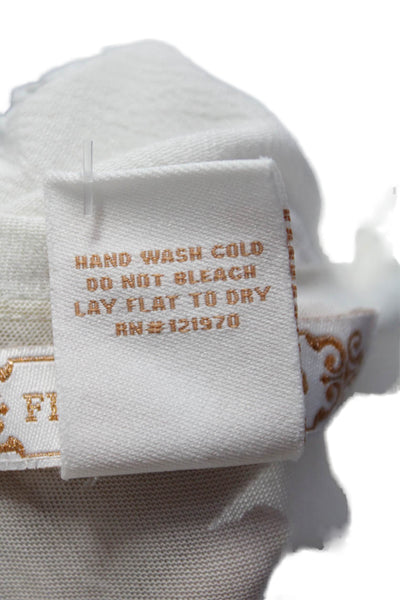 HAND WASH COLD
DO NOT BLEACH
LAY FLAT TO DRY
RN#121970